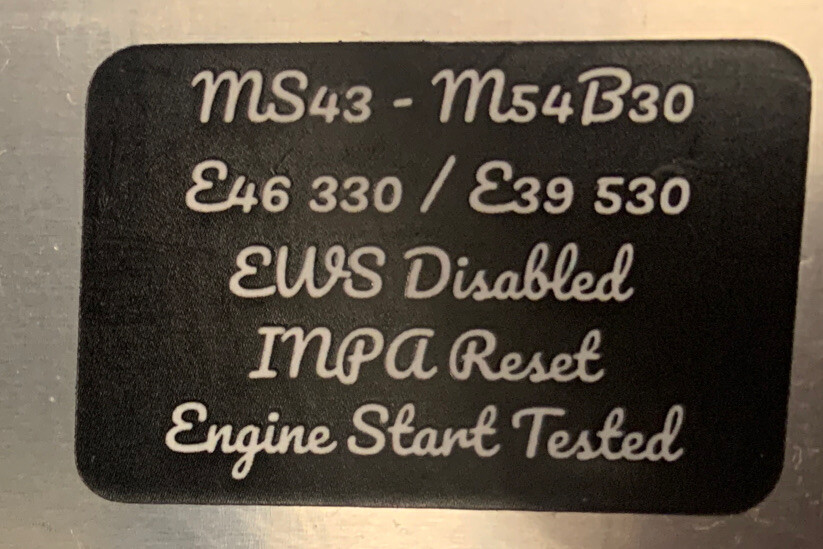 MS43 - M54B30
E46 330 / E39 530
EWS Disabled
INPA Reset
Engine Start Tested